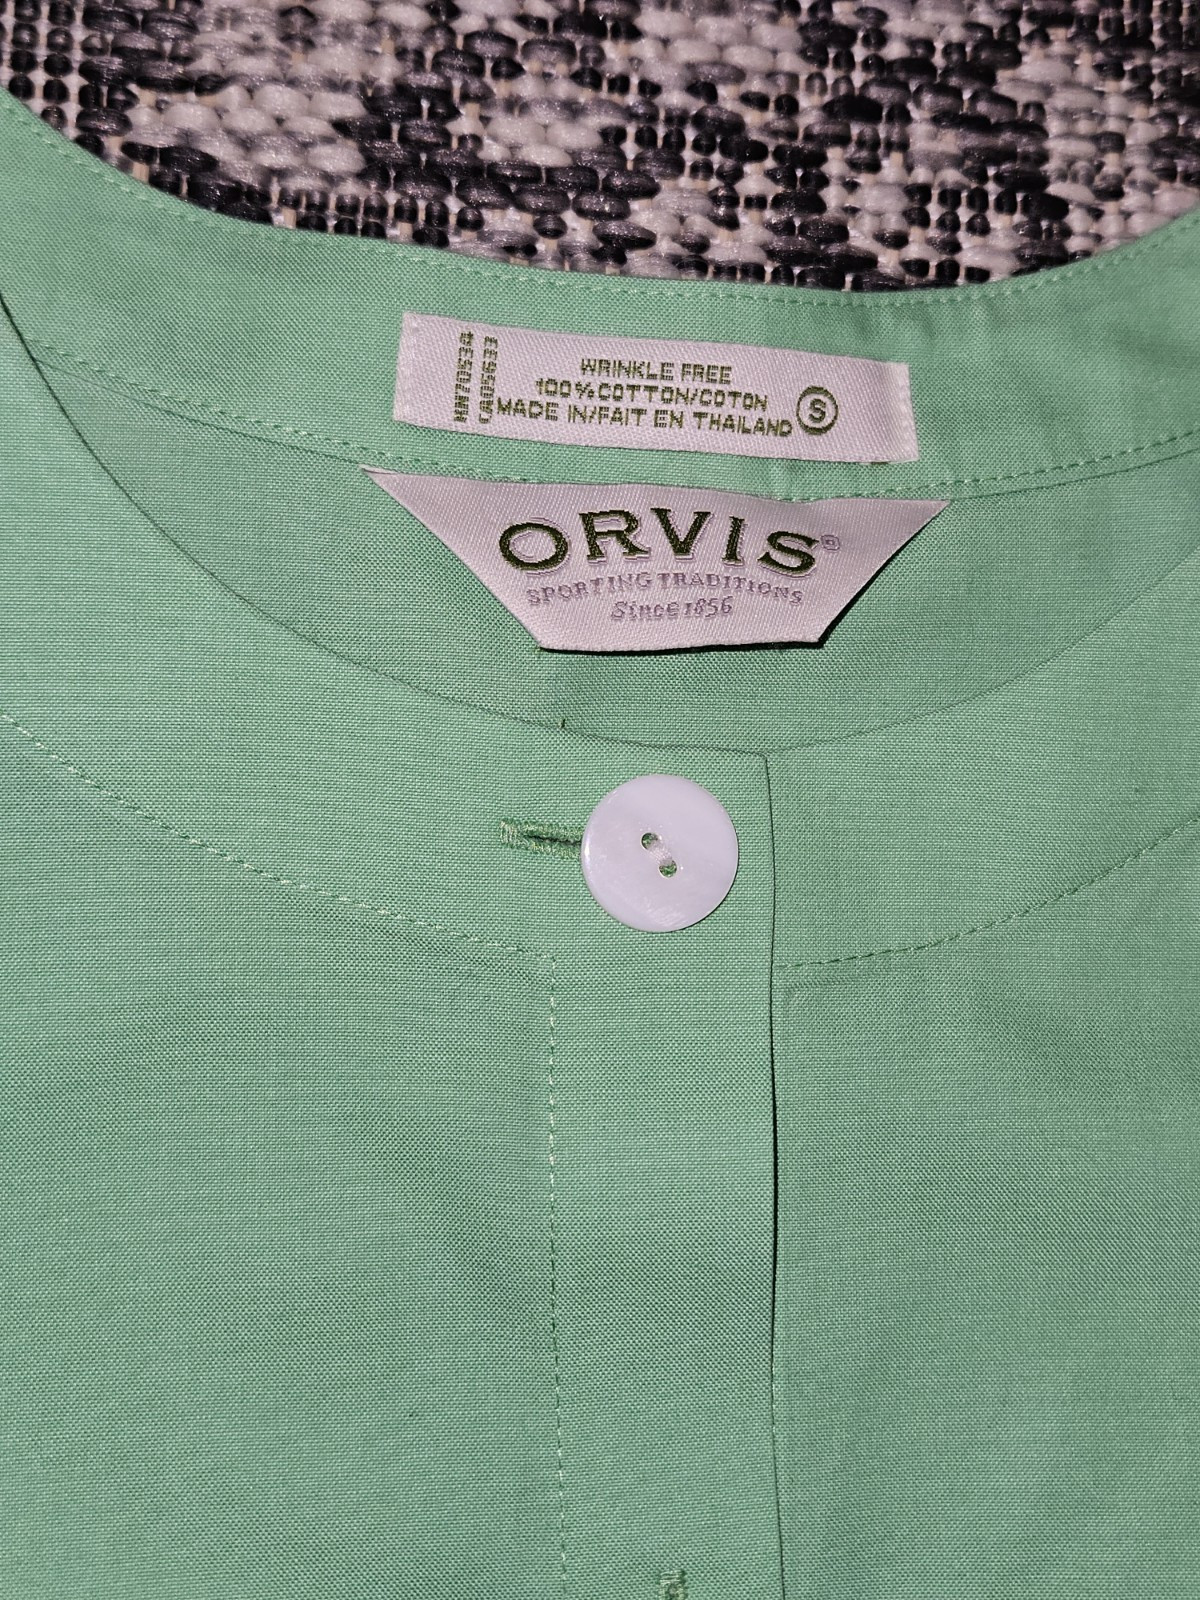 WRINKLE FREE
100% COTTON/COTON
MADE IN/FAIT EN THAILAND
S
ORVIS®
SPORTING TRADITIONS
Since 1856